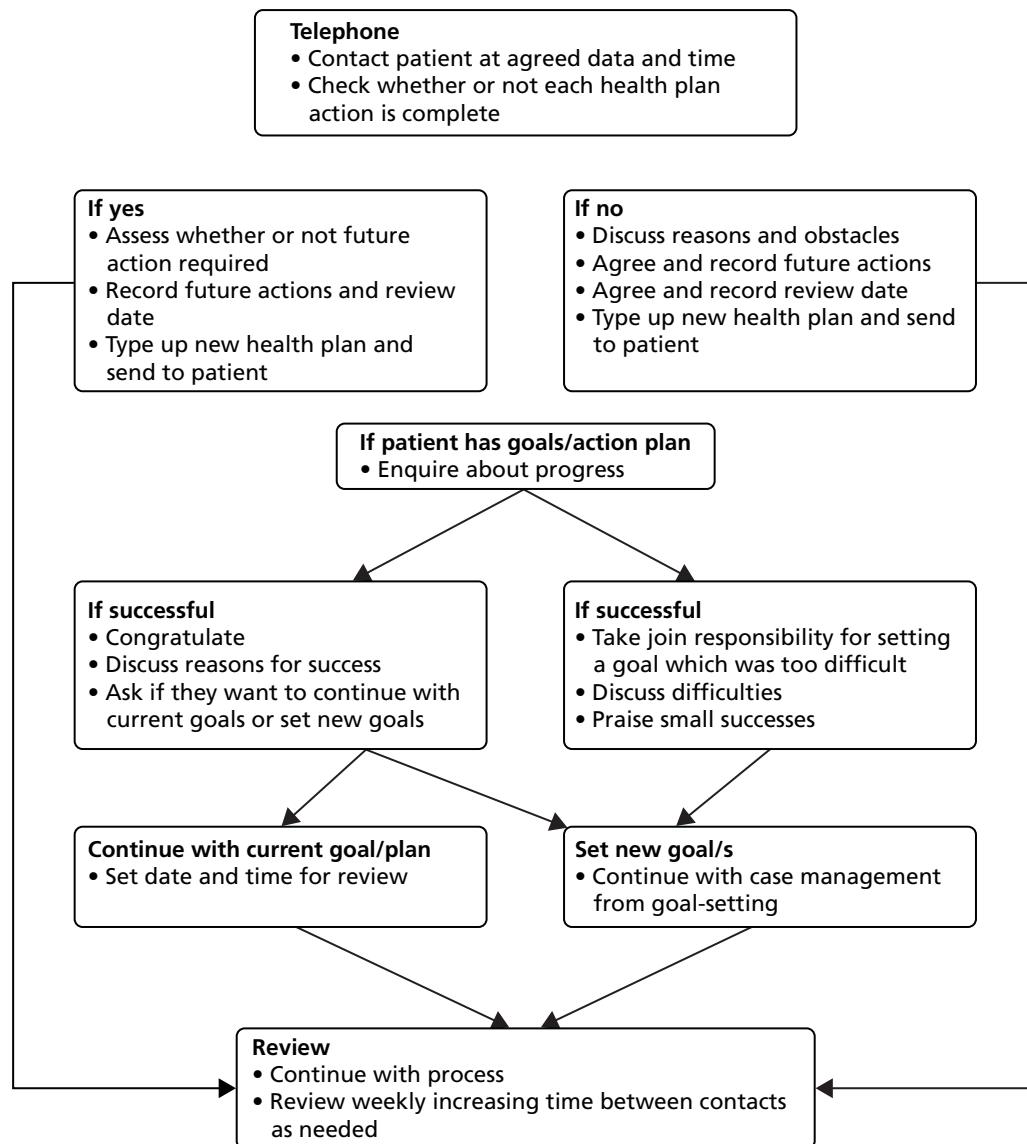 Telephone
• Contact patient at agreed data and time
• Check whether or not each health plan
action is complete
If yes
• Assess whether or not future
action required
• Record future actions and review
date
• Type up new health plan and
send to patient
If no
• Discuss reasons and obstacles
• Agree and record future actions
• Agree and record review date
• Type up new health plan and send
to patient
If patient has goals/action plan
• Enquire about progress
If successful
• Congratulate
• Discuss reasons for success
• Ask if they want to continue with
current goals or set new goals
If successful
• Take join responsibility for setting
a goal which was too difficult
• Discuss difficulties
• Praise small successes
Continue with current goal/plan
• Set date and time for review
Set new goal/s
• Continue with case management
from goal-setting
Review
• Continue with process
• Review weekly increasing time between contacts
as needed